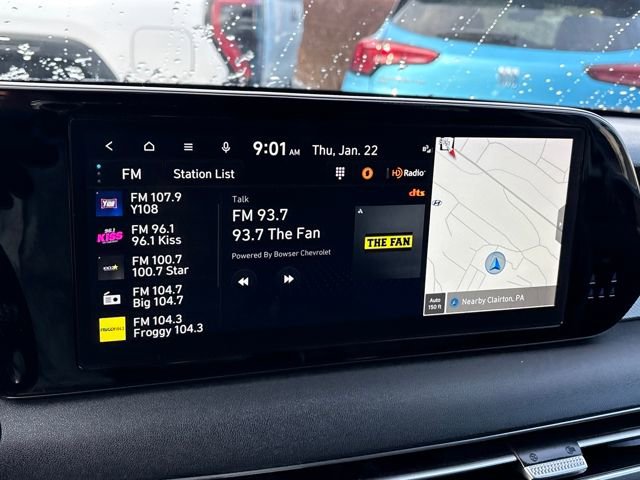 9:01 AM Thu, Jan. 22
FM Station List HD Radio
dts
FM 107.9
Y108
FM 96.1
96.1 Kiss
FM 100.7
100.7 Star
FM 104.7
Big 104.7
FROGGY 104.3
FM 104.3
Froggy 104.3
Talk
FM 93.7
93.7 The Fan
Powered By Bowser Chevrolet
THE FAN
Auto
150 ft
Nearby Clairton, PA